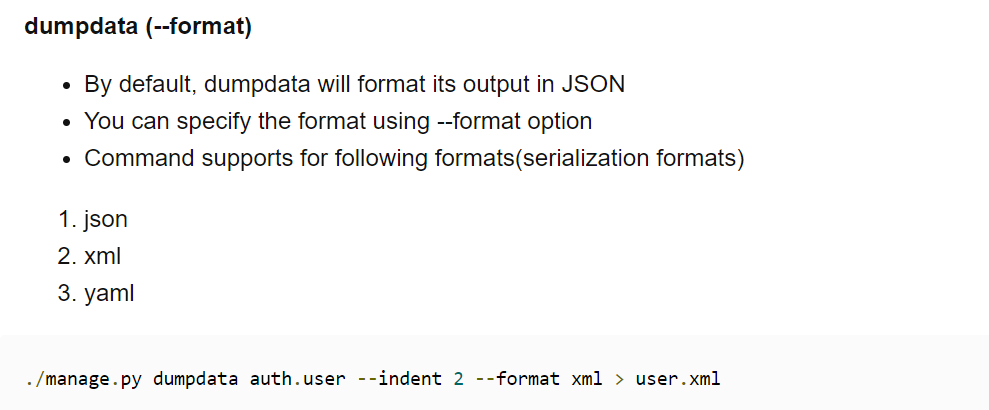 dumpdata (--format)
By default, dumpdata will format its output in JSON
You can specify the format using --format option
Command supports for following formats(serialization formats)
1. json
2. xml
3. yaml
./manage.py dumpdata auth.user --indent 2 --format xml > user.xml